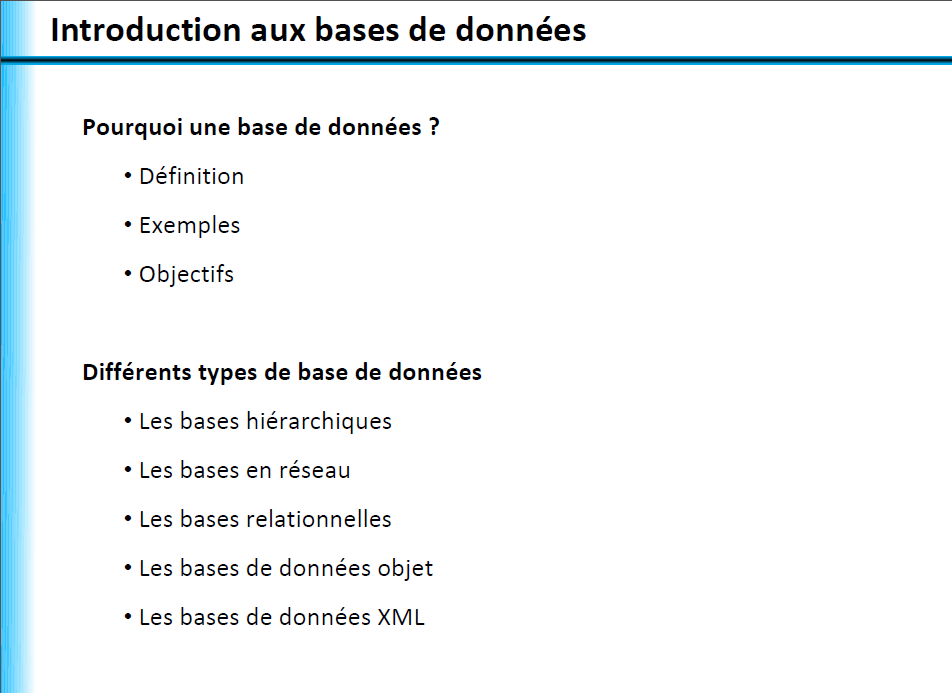 Introduction aux bases de données
Pourquoi une base de données ?
• Définition
• Exemples
• Objectifs
Différents types de base de données
• Les bases hiérarchiques
• Les bases en réseau
• Les bases relationnelles
• Les bases de données objet
• Les bases de données XML